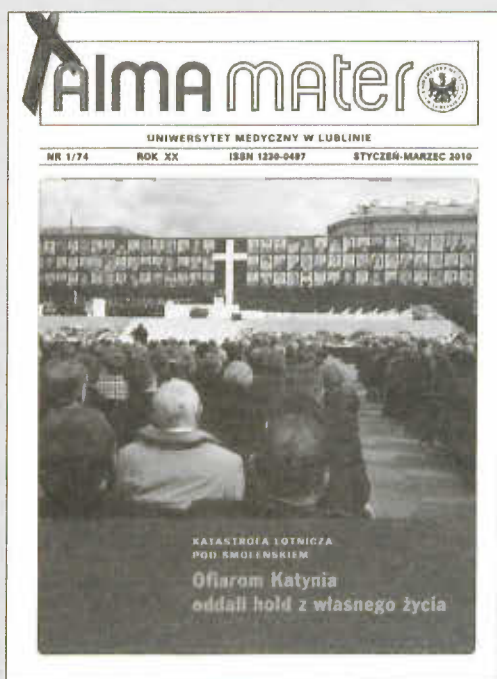 Alma mater
UNIWERSYTET MEDYCZNY W LUBLINIE
NR 1/74 ROK XX ISSN 1230-0497 STYCZEŃ-MARZEC 2010
KATASTROFA LOTNICZA
POD SMOLEŃSKIEM
Ofiarom Katynia
oddali hołd z własnego życia